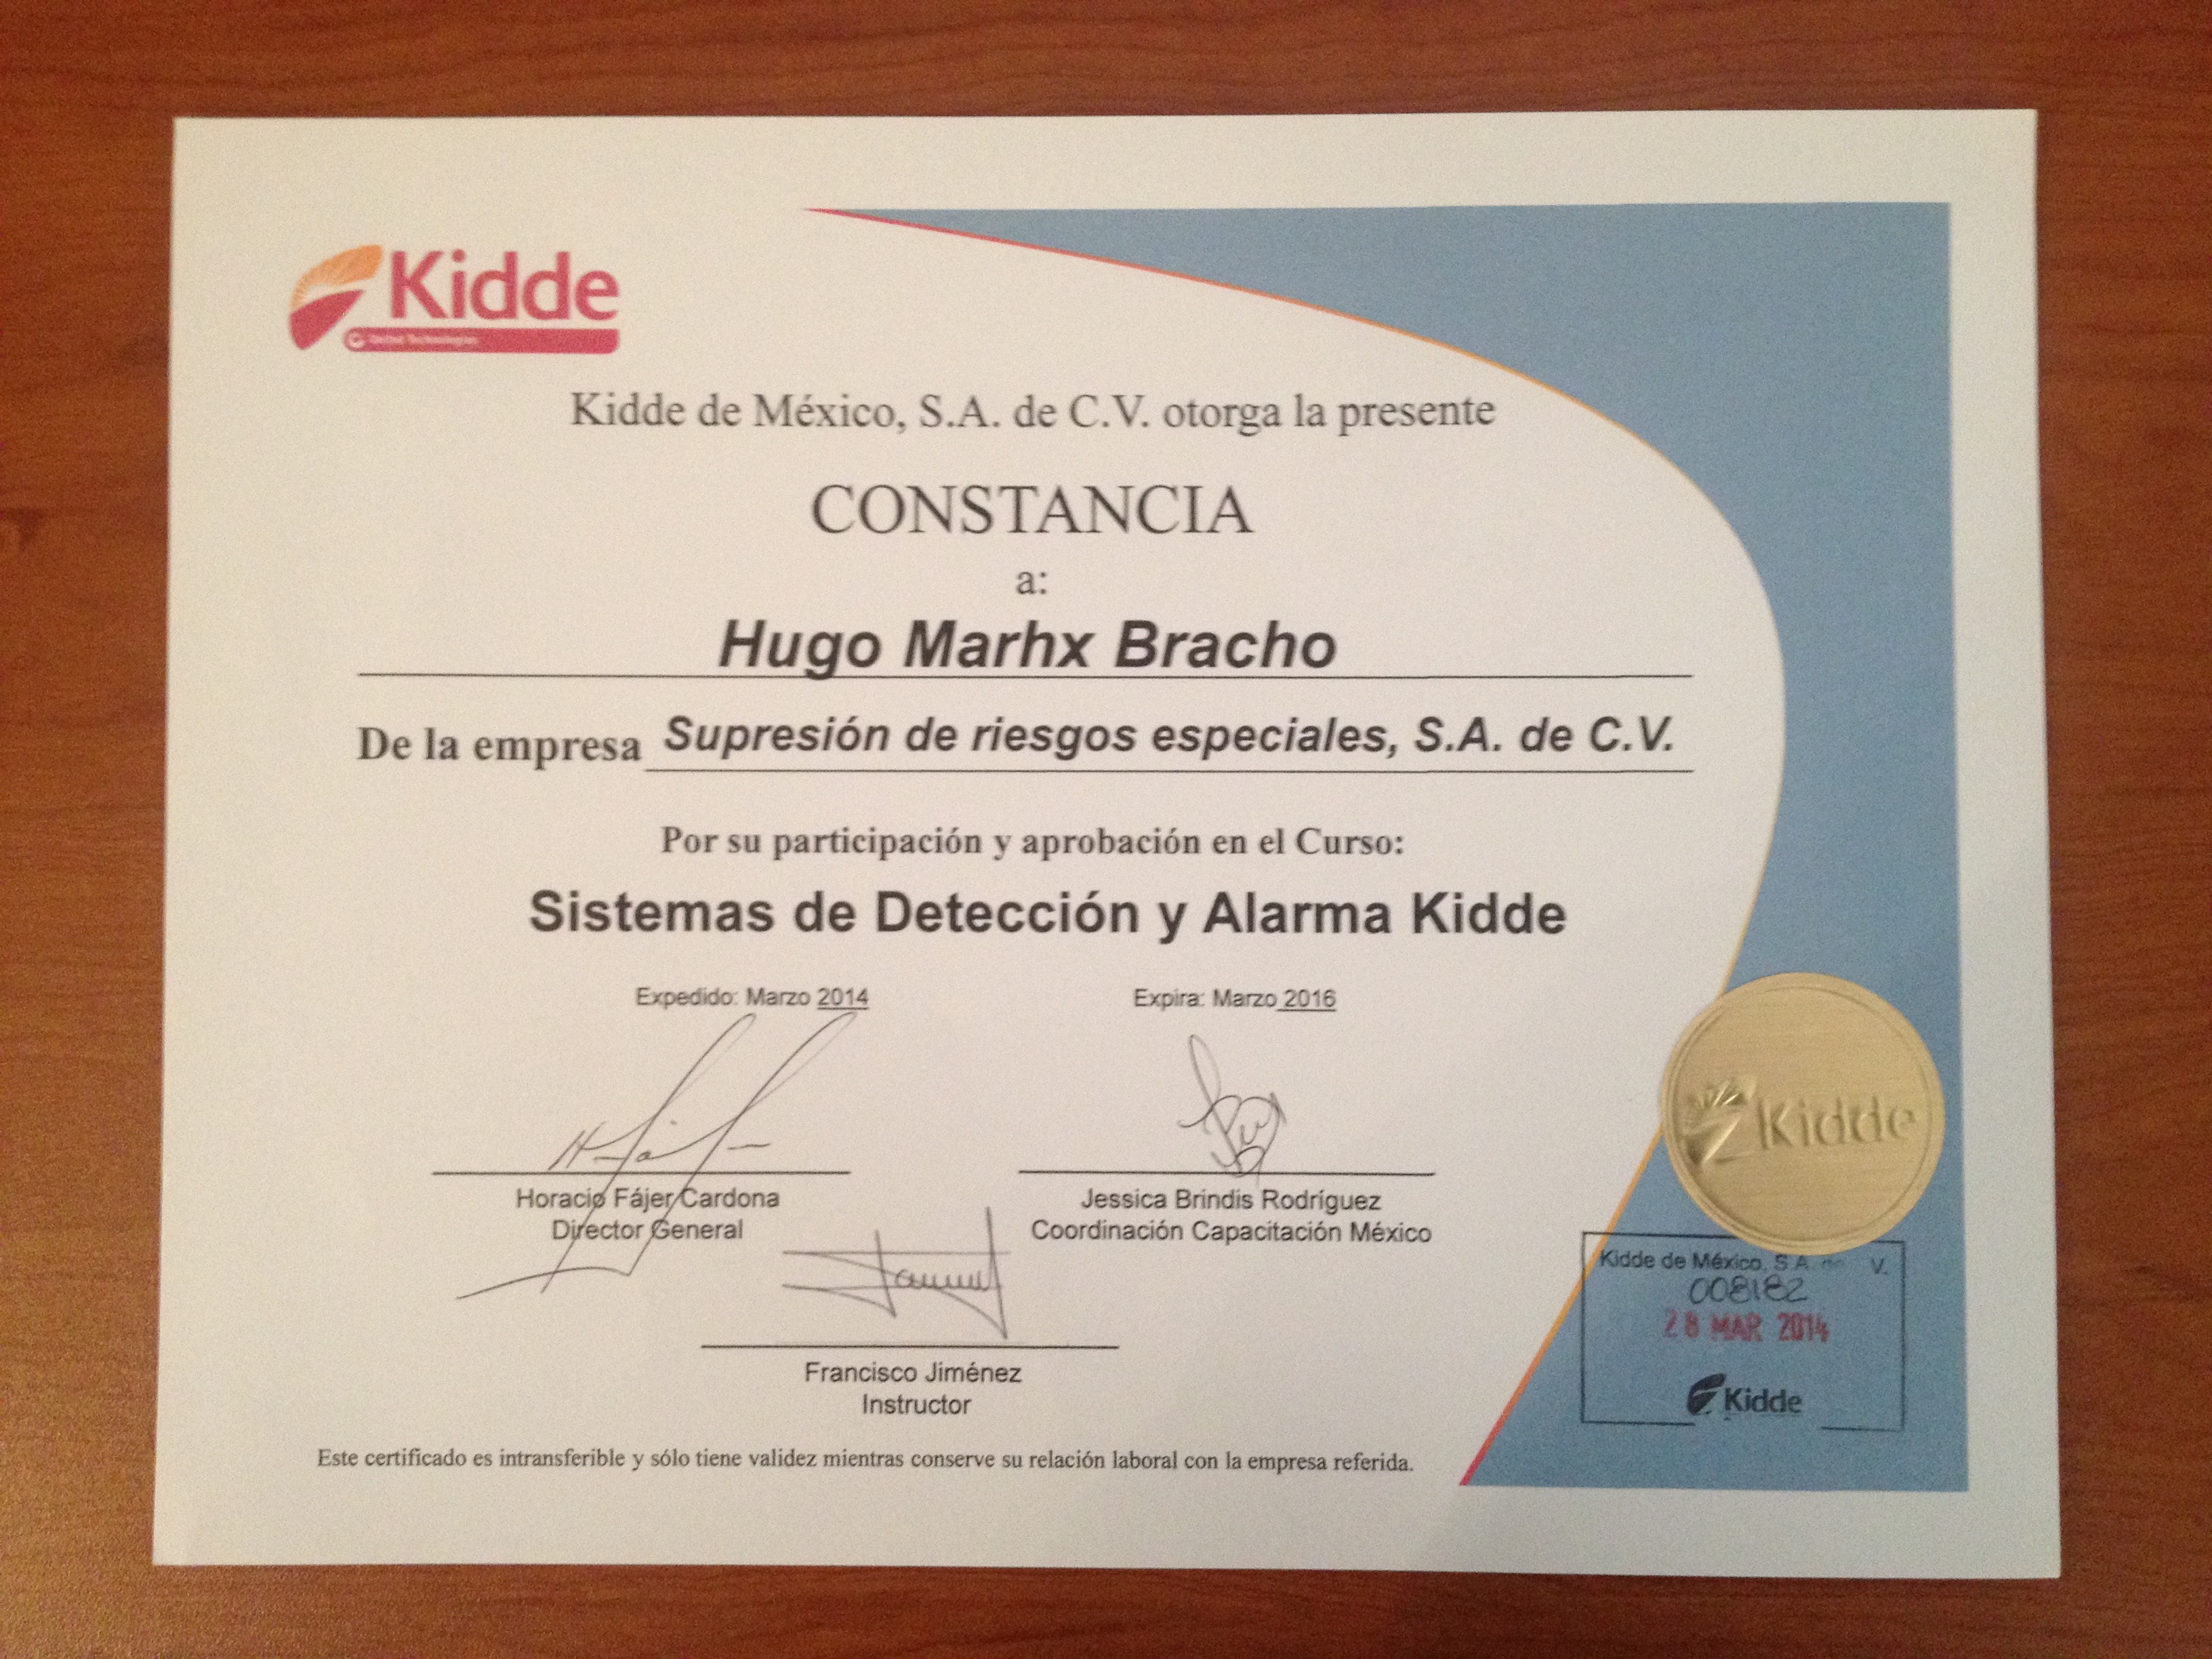 Kidde
United Technologies
Kidde de México, S.A. de C.V. otorga la presente
CONSTANCIA
a:
Hugo Marhx Bracho
De la empresa Supresión de riesgos especiales, S.A. de C.V.
Por su participación y aprobación en el Curso:
Sistemas de Detección y Alarma Kidde
Expedido: Marzo 2014 Expira: Marzo 2016
Horacio Fájer Cardona
Director General
Jessica Brindis Rodríguez
Coordinación Capacitación México
Francisco Jiménez
Instructor
Este certificado es intransferible y sólo tiene validez mientras conserve su relación laboral con la empresa referida.
Kidde
Kidde de México, S.A. de V.
008182
28 MAR 2014
Kidde